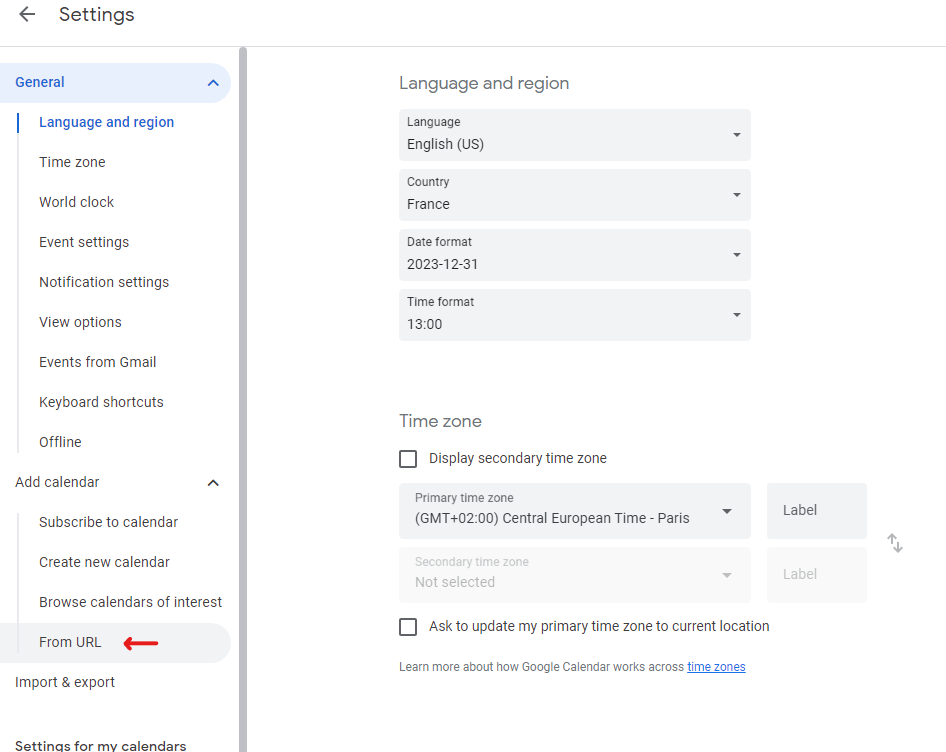 Settings
General
Language and region
Time zone
World clock
Event settings
Notification settings
View options
Events from Gmail
Keyboard shortcuts
Offline
Add calendar
Subscribe to calendar
Create new calendar
Browse calendars of interest
From URL
Import & export
Settings for my calendars
Language and region
Language
English (US)
Country
France
Date format
2023-12-31
Time format
13:00
Time zone
Display secondary time zone
Primary time zone
(GMT+02:00) Central European Time - Paris
Label
Secondary time zone
Not selected
Label
Ask to update my primary time zone to current location
Learn more about how Google Calendar works across time zones